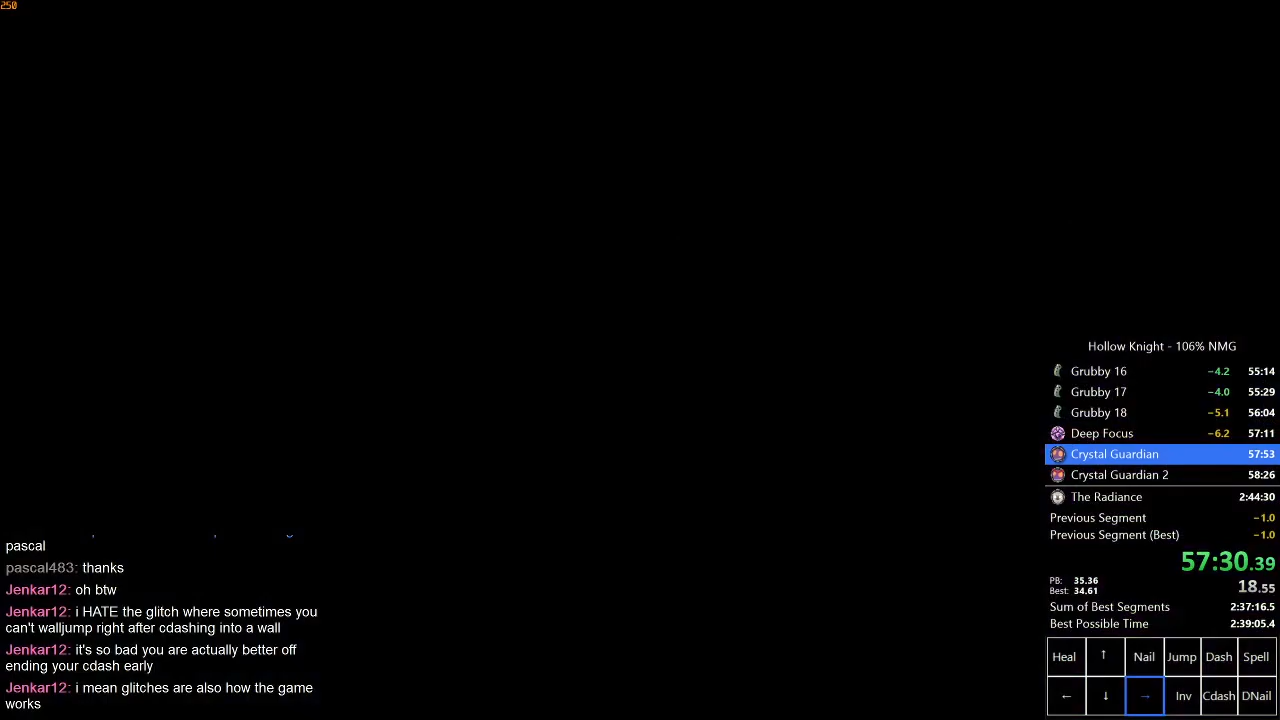 250
Hollow Knight - 106% NMG
Grubby 16 -4.2 55:14
Grubby 17 -4.0 55:29
Grubby 18 -5.1 56:04
Deep Focus -6.2 57:11
Crystal Guardian 57:53
Crystal Guardian 2 58:26
The Radiance 2:44:30
Previous Segment -1.0
Previous Segment (Best) -1.0
57:30.39
PB: 35.36
Best: 34.61
18.55
Sum of Best Segments 2:37:16.5
Best Possible Time 2:39:05.4
Heal ↑ Nail Jump Dash Spell
← ↓ → Inv Cdash DNail
pascal
pascal483: thanks
Jenkar12: oh btw
Jenkar12: i HATE the glitch where sometimes you
can't walljump right after cdashing into a wall
Jenkar12: it's so bad you are actually better off
ending your cdash early
Jenkar12: i mean glitches are also how the game
works